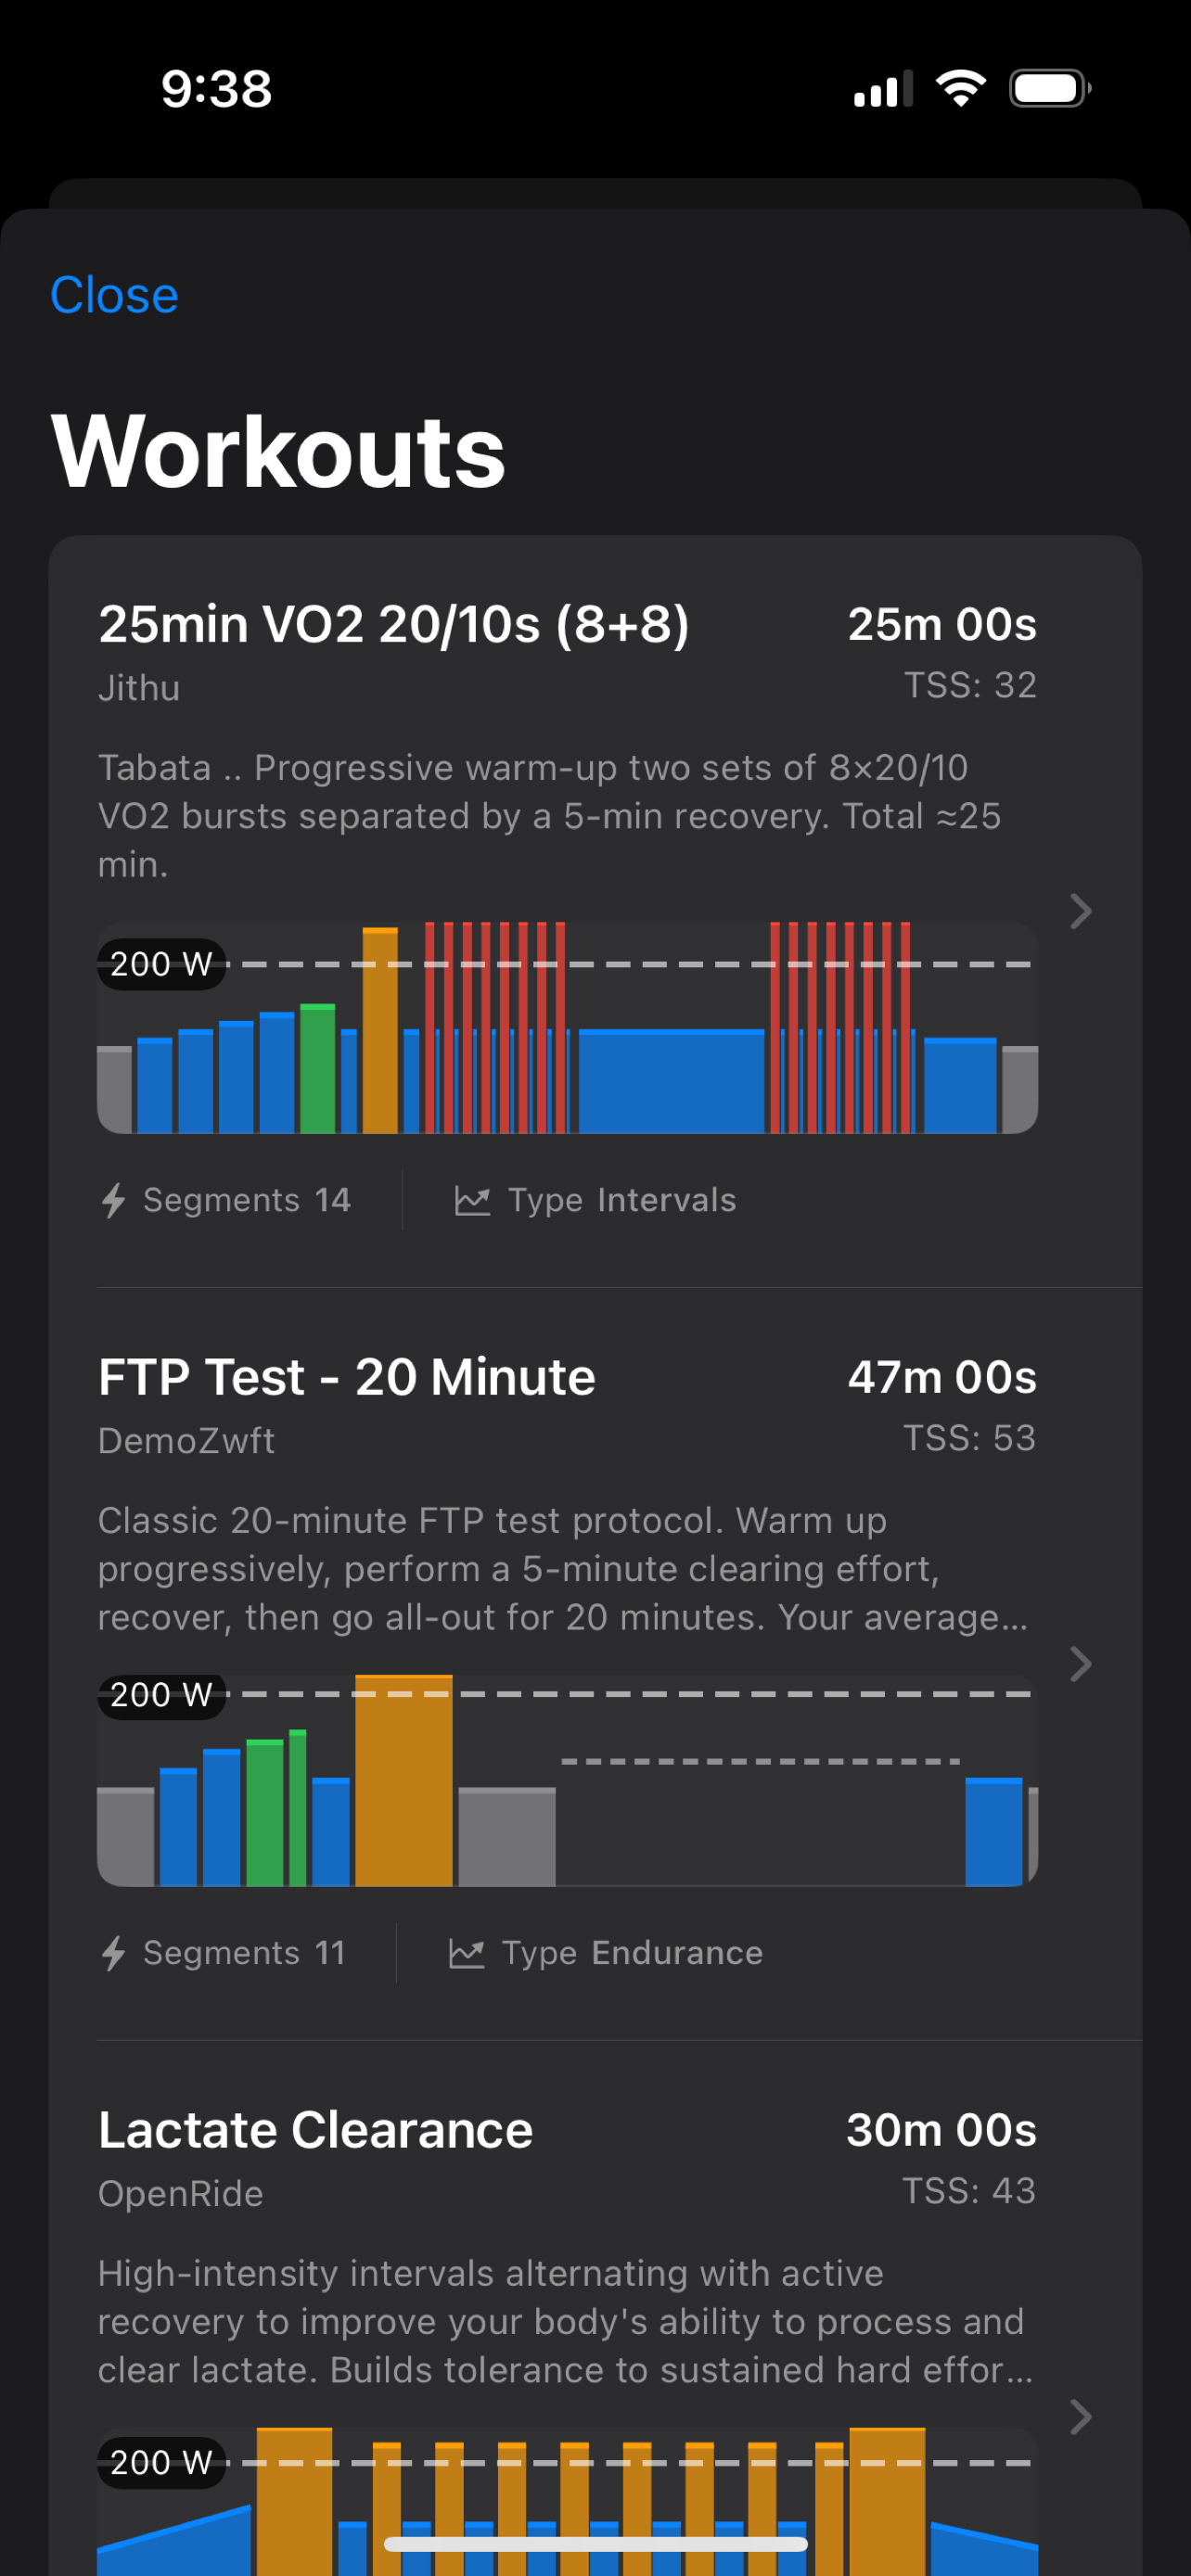 9:38
Close
Workouts
25min VO2 20/10s (8+8) 25m 00s
Jithu TSS: 32
Tabata .. Progressive warm-up two sets of 8×20/10
VO2 bursts separated by a 5-min recovery. Total ≈25
min.
200 W
Segments 14 Type Intervals
FTP Test - 20 Minute 47m 00s
DemoZwft TSS: 53
Classic 20-minute FTP test protocol. Warm up
progressively, perform a 5-minute clearing effort,
recover, then go all-out for 20 minutes. Your average...
200 W
Segments 11 Type Endurance
Lactate Clearance 30m 00s
OpenRide TSS: 43
High-intensity intervals alternating with active
recovery to improve your body's ability to process and
clear lactate. Builds tolerance to sustained hard effor...
200 W